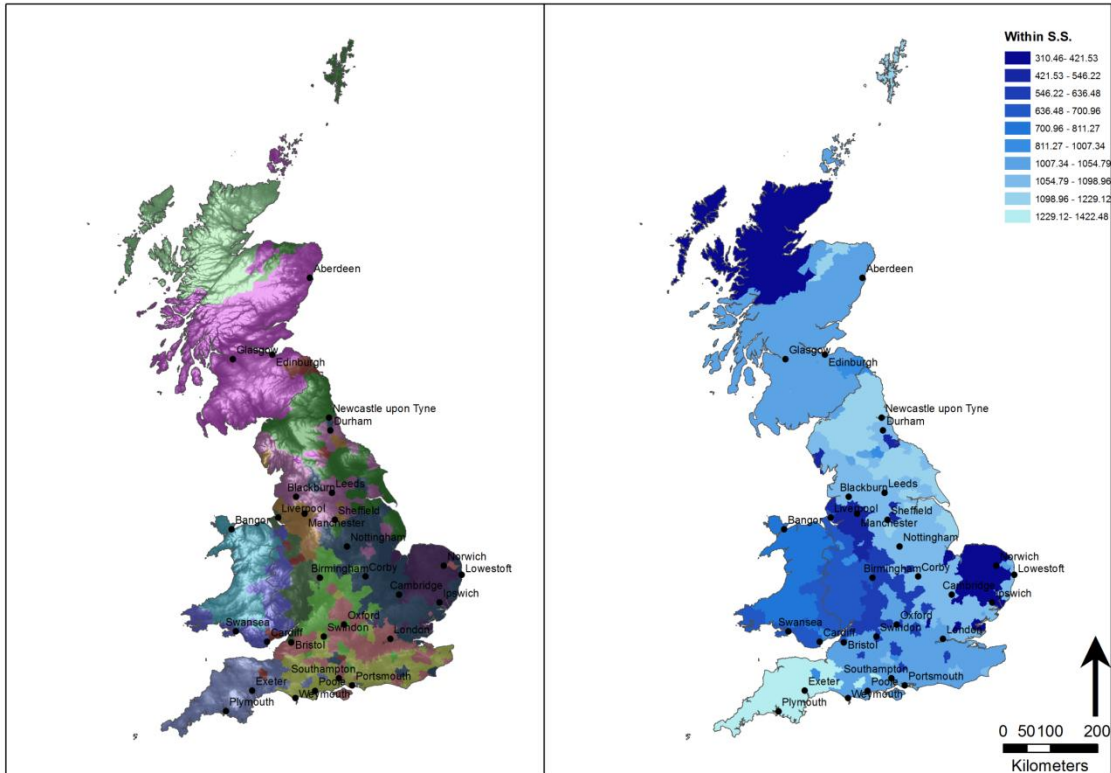 Aberdeen
Glasgow
Edinburgh
Newcastle upon Tyne
Durham
Blackburn
Leeds
Liverpool
Sheffield
Manchester
Bangor
Nottingham
Norwich
Birmingham
Corby
Lowestoft
Cambridge
Ipswich
Swansea
Oxford
Cardiff
Swindon
London
Bristol
Southampton
Portsmouth
Exeter
Poole
Weymouth
Plymouth
Within S.S.
310.46- 421.53
421.53 - 546.22
546.22 - 636.48
636.48 - 700.96
700.96 - 811.27
811.27 - 1007.34
1007.34 - 1054.79
1054.79 - 1098.96
1098.96 - 1229.12
1229.12- 1422.48
Aberdeen
Glasgow
Edinburgh
Newcastle upon Tyne
Durham
Blackburn
Leeds
Liverpool
Sheffield
Manchester
Bangor
Nottingham
Norwich
Birmingham
Corby
Lowestoft
Cambridge
Ipswich
Swansea
Oxford
Cardiff
Swindon
London
Bristol
Southampton
Portsmouth
Exeter
Poole
Weymouth
Plymouth
0 50 100 200
Kilometers